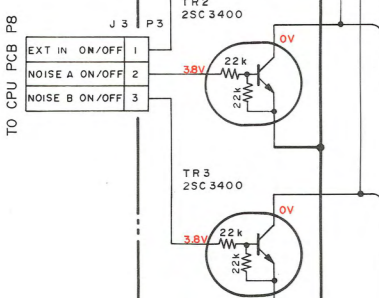 TO CPU PCB P8
J3 P3
EXT IN ON/OFF 1
NOISE A ON/OFF 2
NOISE B ON/OFF 3
TR2
2SC3400
0V
3.8V
22k
22k
TR3
2SC3400
0V
3.8V
22k
22k